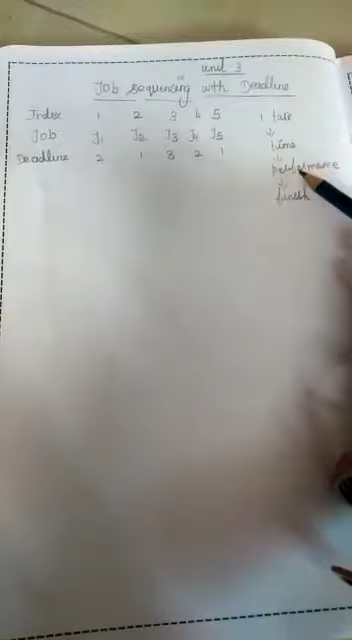 unit 3
Job sequencing with Deadline
Index 1 2 3 4 5 1 task
Job J1 J2 J3 J4 J5 ↓
time
Deadline 2 1 3 2 1 ↓
performance
↓
finish